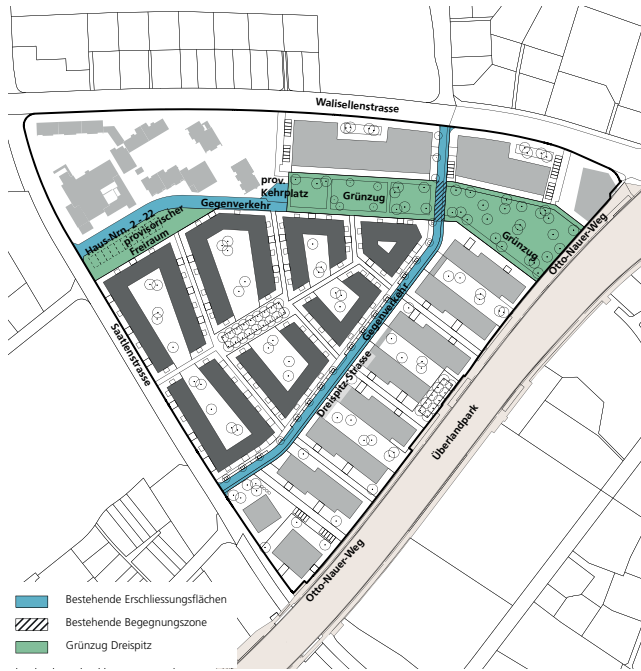 Walisellenstrasse
prov.
Kehrplatz
Grünzug
Gegenverkehr
Haus-Nrn. 2 - 22
provisorischer
Freiraum
Grünzug
Otto-Nauer-Weg
Saatlenstrasse
Gegenverkehr
Dreispitz-Strasse
Überlandpark
Otto-Nauer-Weg
Bestehende Erschliessungsflächen
Bestehende Begegnungszone
Grünzug Dreispitz